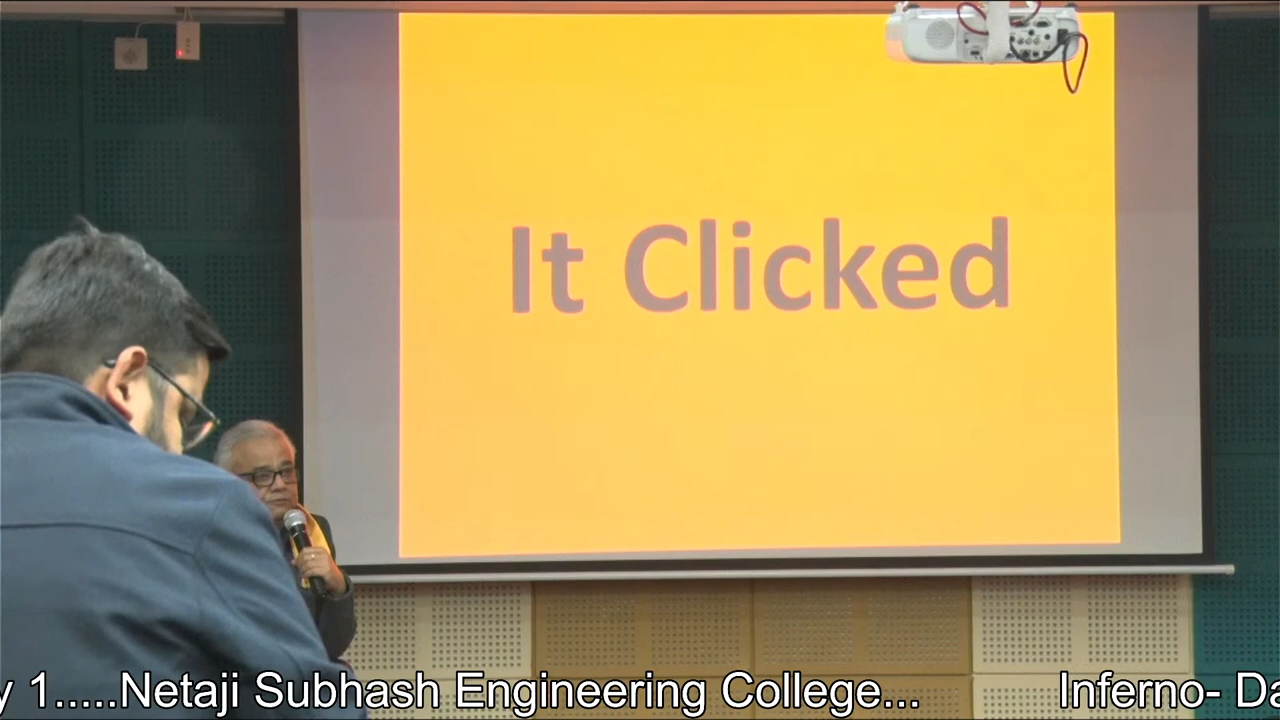 It Clicked
y 1.....Netaji Subhash Engineering College... Inferno- Da